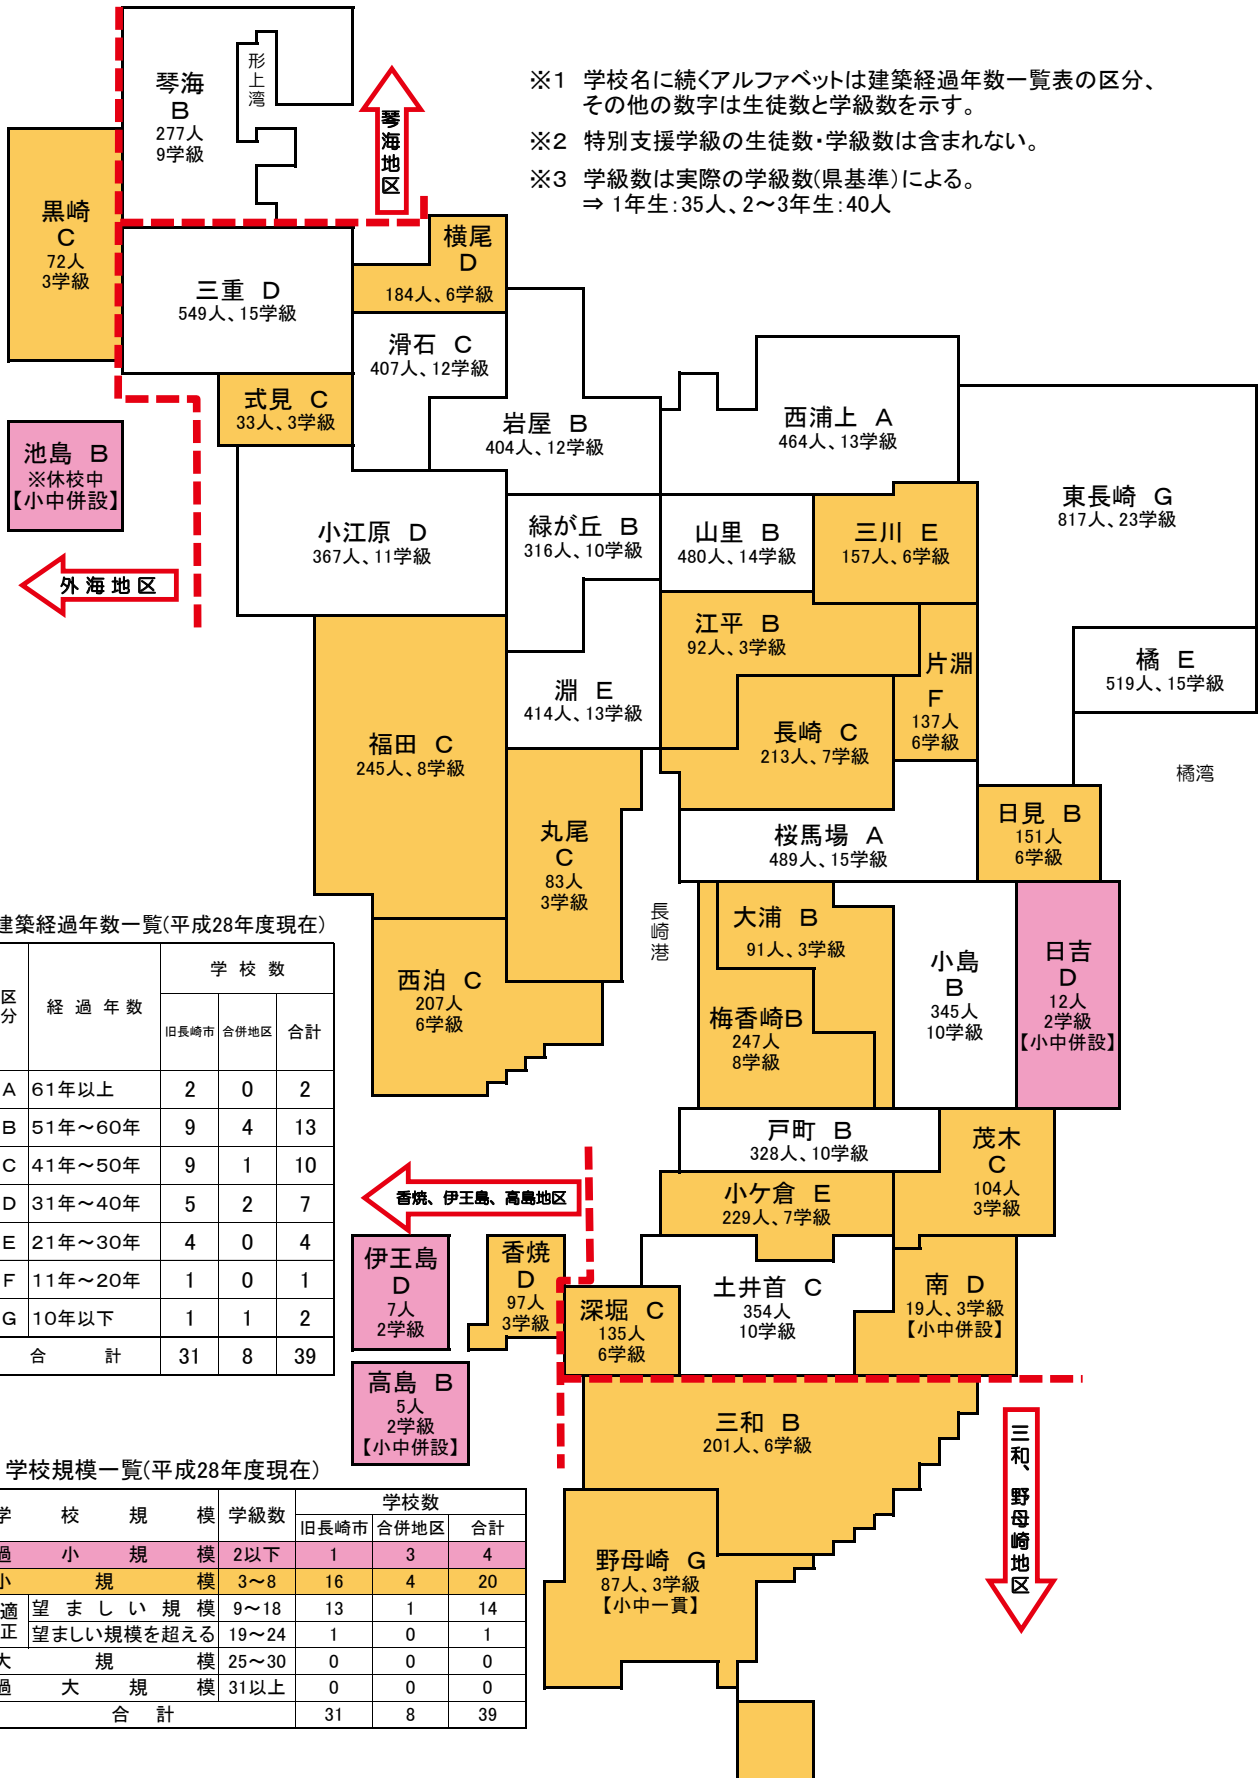 ※1 学校名に続くアルファベットは建築経過年数一覧表の区分、
その他の数字は生徒数と学級数を示す。
※2 特別支援学級の生徒数・学級数は含まれない。
※3 学級数は実際の学級数(県基準)による。
⇒ 1年生:35人、2～3年生:40人
琴海
B
277人
9学級
形上湾
琴海地区
黒崎
C
72人
3学級
横尾
D
184人、6学級
三重 D
549人、15学級
滑石 C
407人、12学級
式見 C
33人、3学級
岩屋 B
404人、12学級
西浦上 A
464人、13学級
池島 B
※休校中
【小中併設】
東長崎 G
817人、23学級
小江原 D
367人、11学級
緑が丘 B
316人、10学級
山里 B
480人、14学級
三川 E
157人、6学級
外海地区
江平 B
92人、3学級
片淵
F
137人
6学級
橘 E
519人、15学級
淵 E
414人、13学級
福田 C
245人、8学級
長崎 C
213人、7学級
橘湾
丸尾
C
83人
3学級
桜馬場 A
489人、15学級
日見 B
151人
6学級
長崎港
大浦 B
91人、3学級
小島
B
345人
10学級
日吉
D
12人
2学級
【小中併設】
西泊 C
207人
6学級
梅香崎B
247人
8学級
戸町 B
328人、10学級
茂木
C
104人
3学級
香焼、伊王島、高島地区
小ケ倉 E
229人、7学級
伊王島
D
7人
2学級
香焼
D
97人
3学級
深堀 C
135人
6学級
土井首 C
354人
10学級
南 D
19人、3学級
【小中併設】
高島 B
5人
2学級
【小中併設】
三和 B
201人、6学級
三和、野母崎地区
野母崎 G
87人、3学級
【小中一貫】
建築経過年数一覧(平成28年度現在)
区分 経過年数 学校数
旧長崎市 合併地区 合計
A 61年以上 2 0 2
B 51年～60年 9 4 13
C 41年～50年 9 1 10
D 31年～40年 5 2 7
E 21年～30年 4 0 4
F 11年～20年 1 0 1
G 10年以下 1 1 2
合計 31 8 39
学校規模一覧(平成28年度現在)
学校規模 学級数 学校数
旧長崎市 合併地区 合計
過小規模 2以下 1 3 4
小規模 3～8 16 4 20
適正 望ましい規模 9～18 13 1 14
望ましい規模を超える 19～24 1 0 1
大規模 25～30 0 0 0
過大規模 31以上 0 0 0
合計 31 8 39